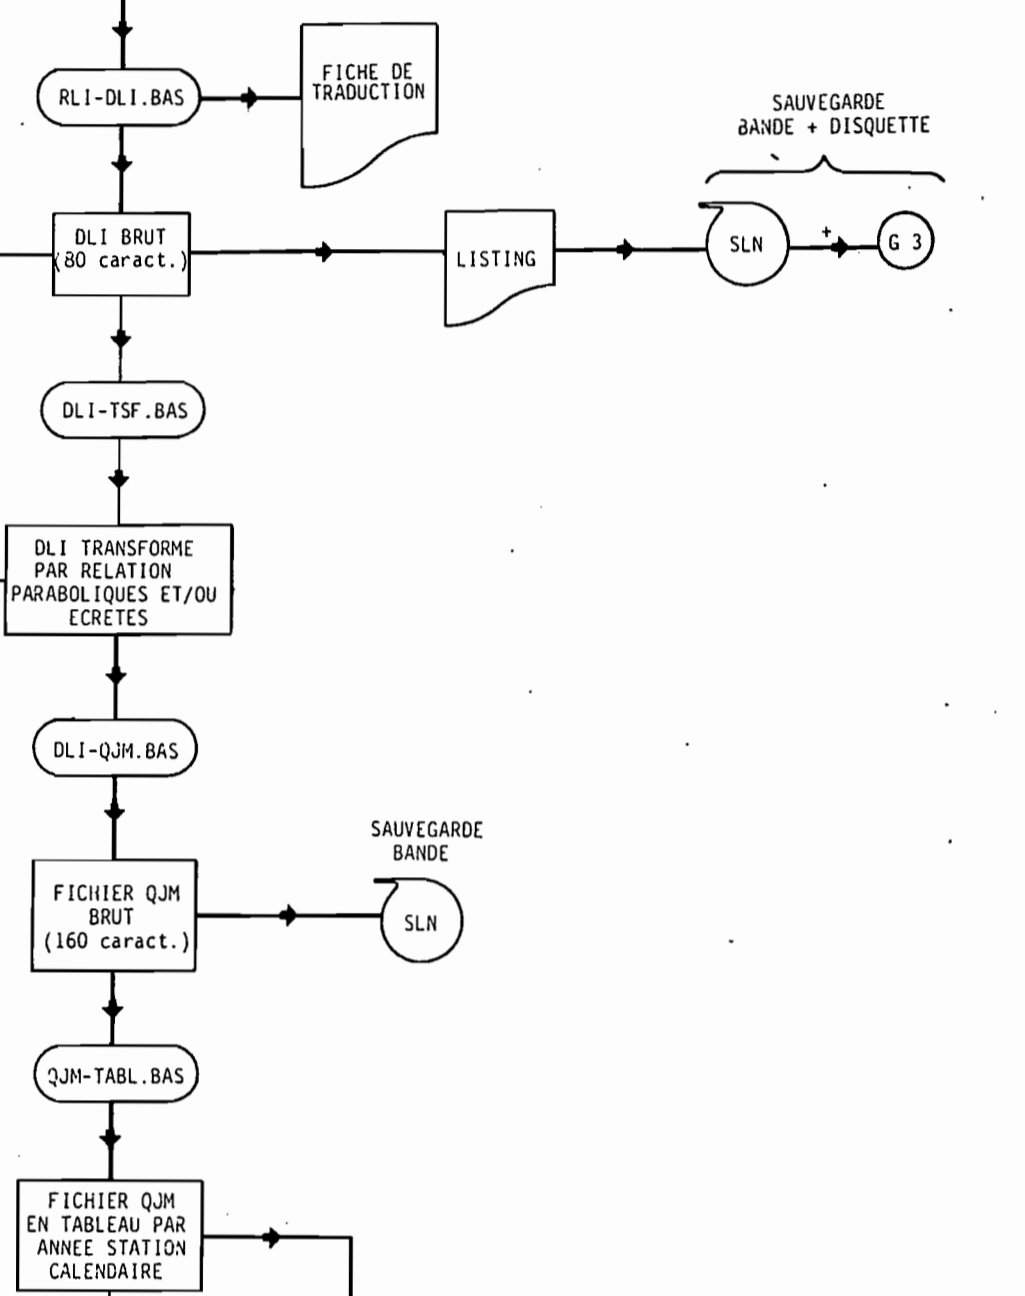 RLI-DLI.BAS
FICHE DE
TRADUCTION
SAUVEGARDE
BANDE + DISQUETTE
DLI BRUT
(80 caract.)
LISTING
SLN
+
G 3
DLI-TSF.BAS
DLI TRANSFORME
PAR RELATION
PARABOLIQUES ET/OU
ECRETES
DLI-QJM.BAS
SAUVEGARDE
BANDE
FICHIER QJM
BRUT
(160 caract.)
SLN
QJM-TABL.BAS
FICHIER QJM
EN TABLEAU PAR
ANNEE STATION
CALENDAIRE